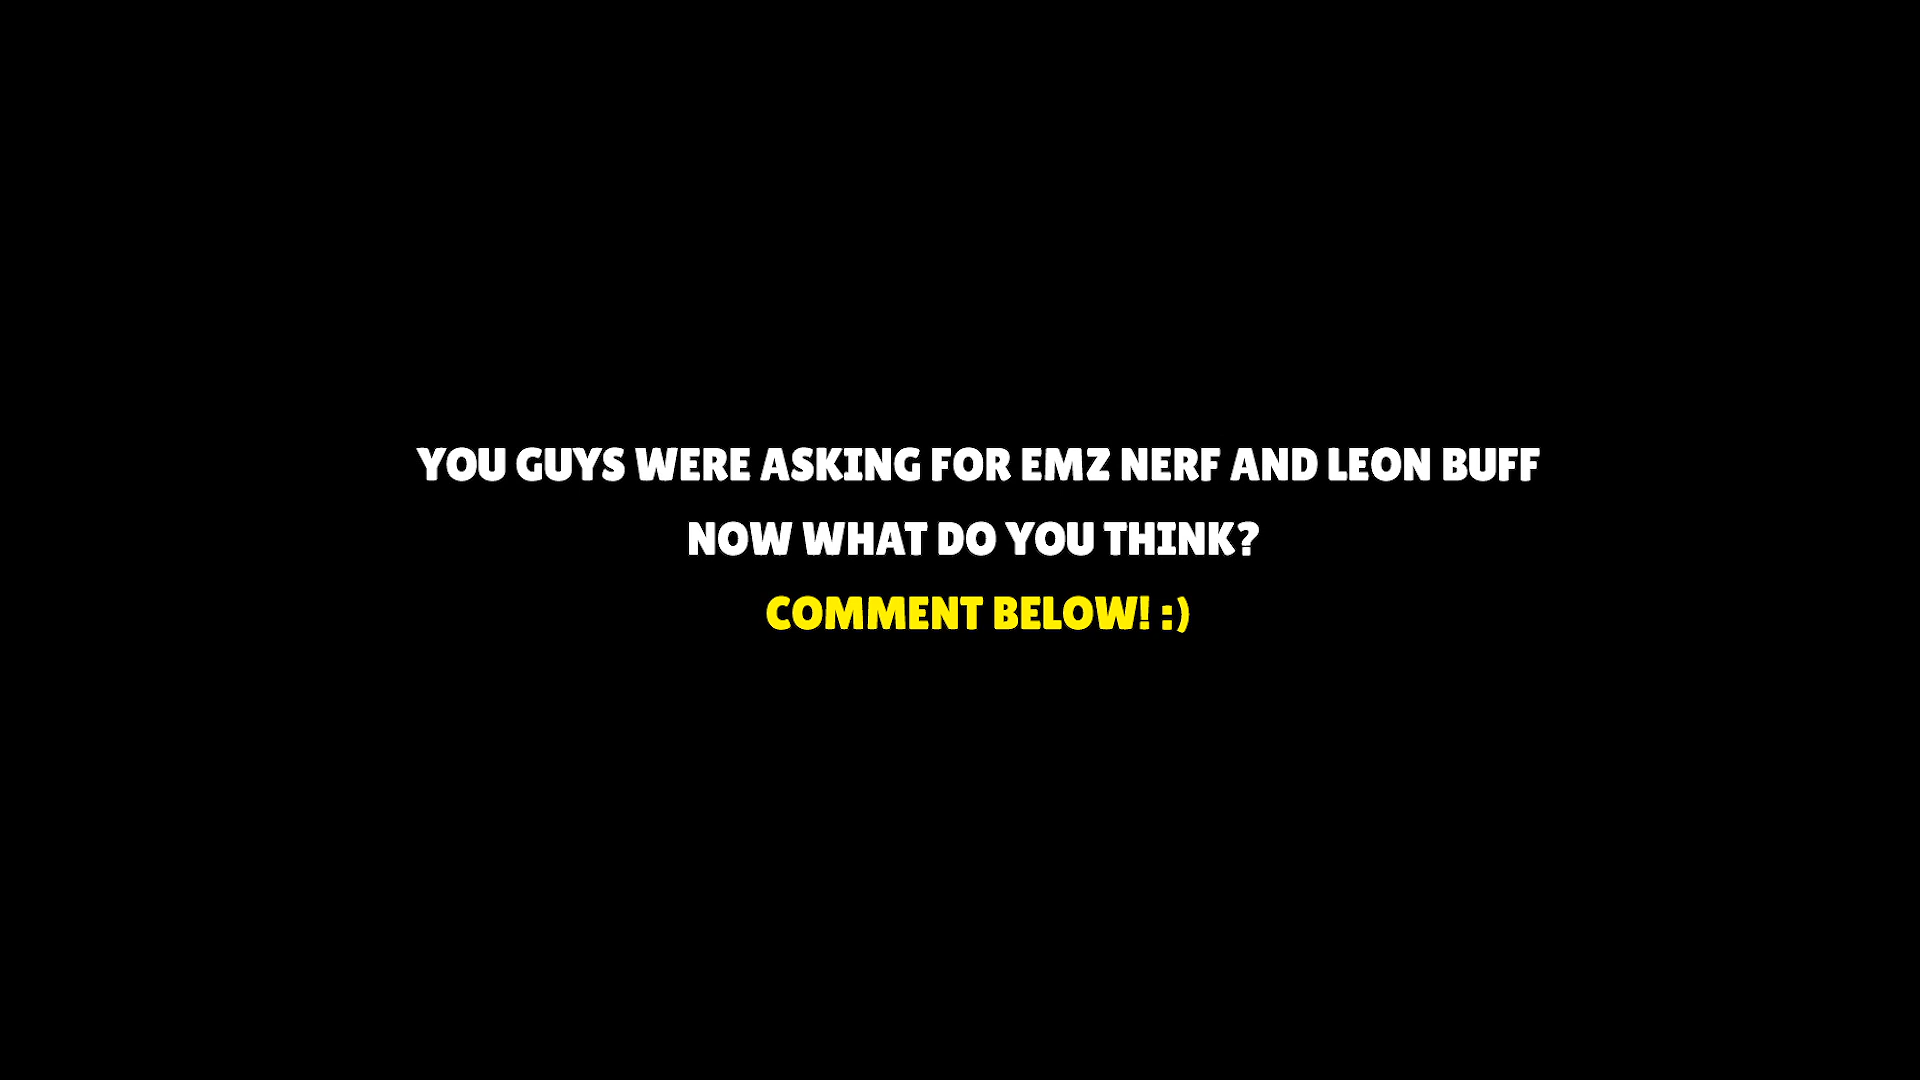 YOU GUYS WERE ASKING FOR EMZ NERF AND LEON BUFF
NOW WHAT DO YOU THINK?
COMMENT BELOW! :)